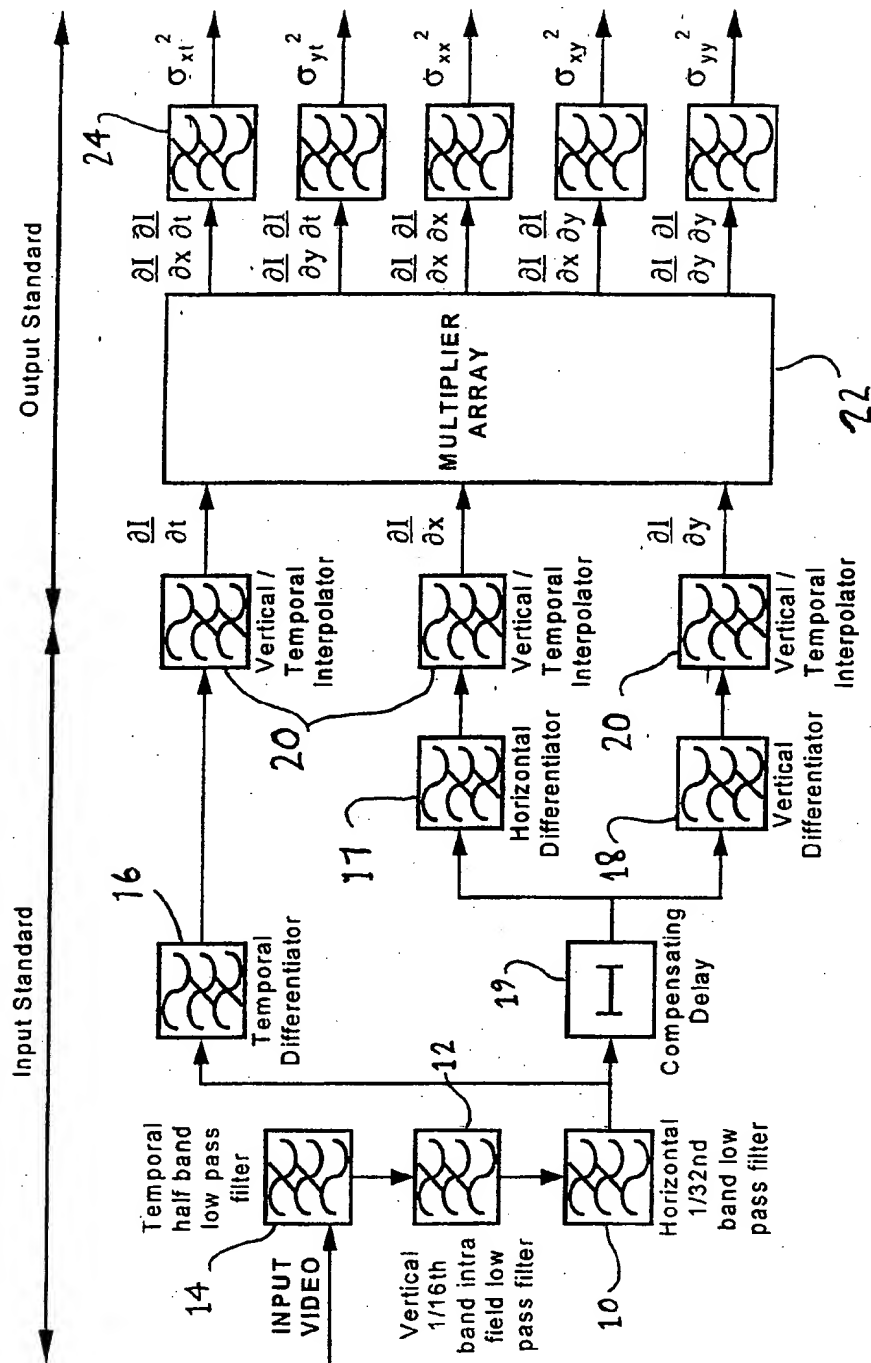 Input Standard
Output Standard
INPUT
VIDEO
14
Temporal
half band
low pass
filter
Vertical
1/16th
band intra
field low
pass filter
12
10
Horizontal
1/32nd
band low
pass filter
16
Temporal
Differentiator
19
Compensating
Delay
17
Horizontal
Differentiator
18
Vertical
Differentiator
20
Vertical /
Temporal
Interpolator
Vertical /
Temporal
Interpolator
20
Vertical /
Temporal
Interpolator
∂I
∂t
∂I
∂x
∂I
∂y
MULTIPLIER
ARRAY
22
∂I ∂I
∂x ∂t
∂I ∂I
∂y ∂t
∂I ∂I
∂x ∂x
∂I ∂I
∂x ∂y
∂I ∂I
∂y ∂y
24
σxt²
σyt²
σxx²
σxy²
σyy²